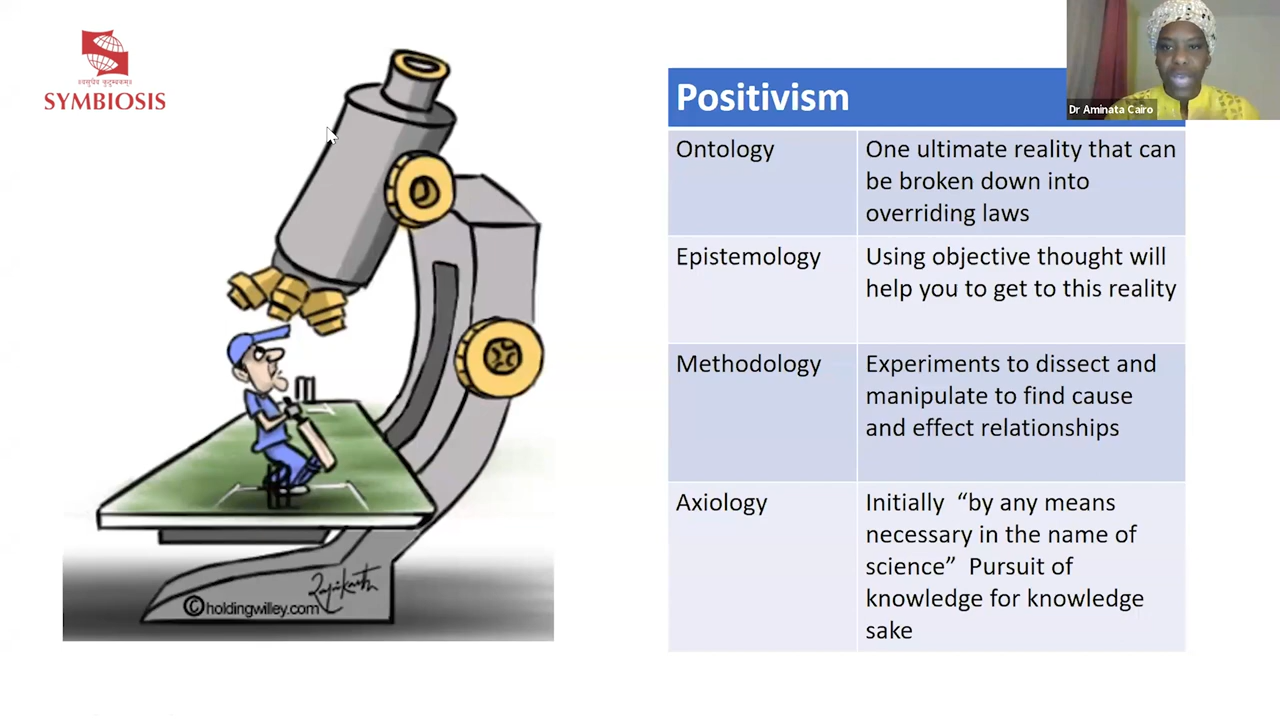 ॥वसुधैव कुटुम्बकम्॥
SYMBIOSIS
©holdingwilley.com
Dr Aminata Cairo
Positivism
Ontology
One ultimate reality that can
be broken down into
overriding laws
Epistemology
Using objective thought will
help you to get to this reality
Methodology
Experiments to dissect and
manipulate to find cause
and effect relationships
Axiology
Initially “by any means
necessary in the name of
science” Pursuit of
knowledge for knowledge
sake